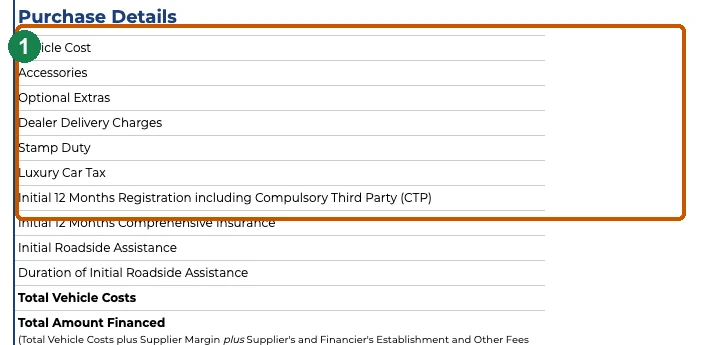 Purchase Details
1
icle Cost
Accessories
Optional Extras
Dealer Delivery Charges
Stamp Duty
Luxury Car Tax
Initial 12 Months Registration including Compulsory Third Party (CTP)
Initial 12 Months Comprehensive Insurance
Initial Roadside Assistance
Duration of Initial Roadside Assistance
Total Vehicle Costs
Total Amount Financed
(Total Vehicle Costs plus Supplier Margin plus Supplier's and Financier's Establishment and Other Fees